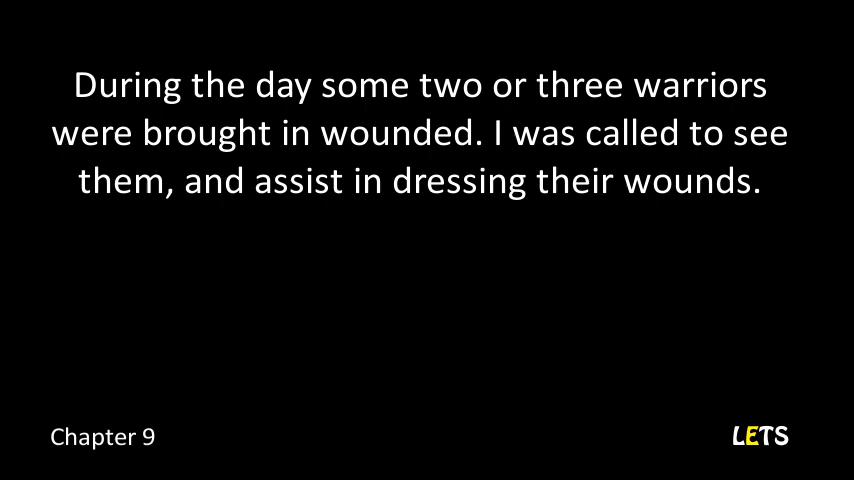 During the day some two or three warriors
were brought in wounded. I was called to see
them, and assist in dressing their wounds.
Chapter 9
LETS